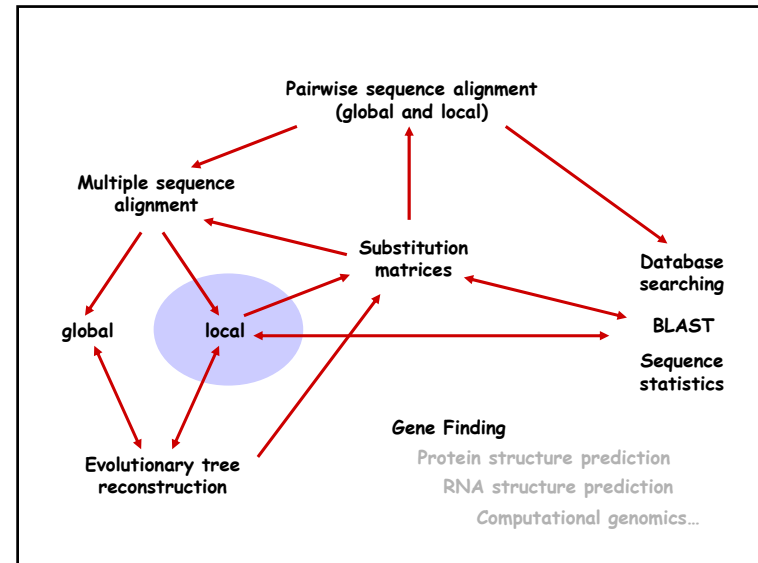 Pairwise sequence alignment
(global and local)
Multiple sequence
alignment
Substitution
matrices
Database
searching
global
local
BLAST
Sequence
statistics
Gene Finding
Evolutionary tree
reconstruction
Protein structure prediction
RNA structure prediction
Computational genomics…